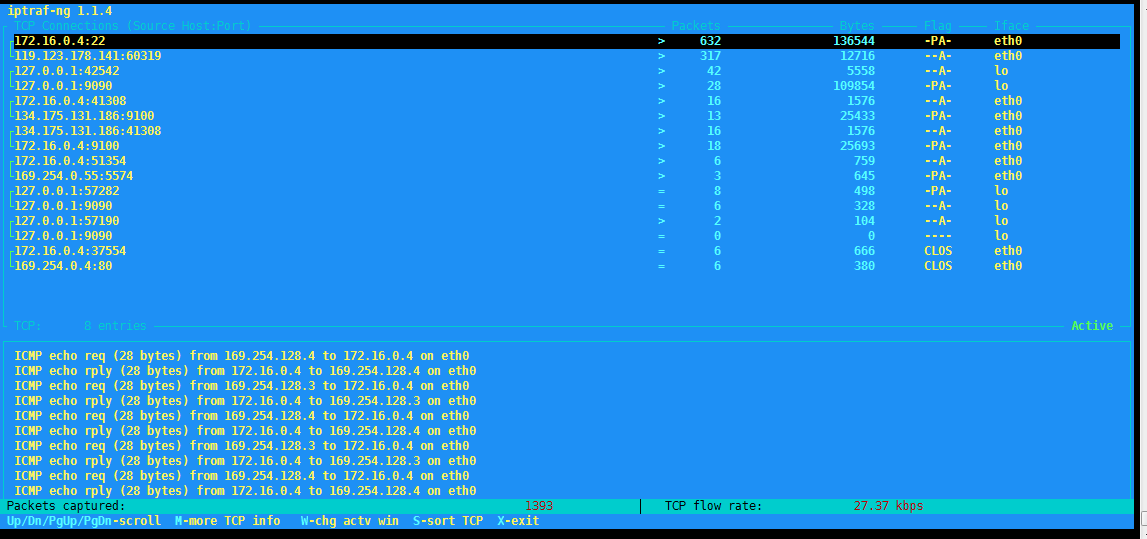 iptraf-ng 1.1.4
TCP Connections (Source Host:Port) Packets Bytes Flag Iface
172.16.0.4:22 > 632 136544 -PA- eth0
119.123.178.141:60319 > 317 12716 --A- eth0
127.0.0.1:42542 > 42 5558 --A- lo
127.0.0.1:9090 > 28 109854 -PA- lo
172.16.0.4:41308 > 16 1576 --A- eth0
134.175.131.186:9100 > 13 25433 -PA- eth0
134.175.131.186:41308 > 16 1576 --A- eth0
172.16.0.4:9100 > 18 25693 -PA- eth0
172.16.0.4:51354 > 6 759 --A- eth0
169.254.0.55:5574 > 3 645 -PA- eth0
127.0.0.1:57282 = 8 498 -PA- lo
127.0.0.1:9090 = 6 328 --A- lo
127.0.0.1:57190 > 2 104 --A- lo
127.0.0.1:9090 = 0 0 ---- lo
172.16.0.4:37554 = 6 666 CLOS eth0
169.254.0.4:80 = 6 380 CLOS eth0
TCP: 8 entries Active
ICMP echo req (28 bytes) from 169.254.128.4 to 172.16.0.4 on eth0
ICMP echo rply (28 bytes) from 172.16.0.4 to 169.254.128.4 on eth0
ICMP echo req (28 bytes) from 169.254.128.3 to 172.16.0.4 on eth0
ICMP echo rply (28 bytes) from 172.16.0.4 to 169.254.128.3 on eth0
ICMP echo req (28 bytes) from 169.254.128.4 to 172.16.0.4 on eth0
ICMP echo rply (28 bytes) from 172.16.0.4 to 169.254.128.4 on eth0
ICMP echo req (28 bytes) from 169.254.128.3 to 172.16.0.4 on eth0
ICMP echo rply (28 bytes) from 172.16.0.4 to 169.254.128.3 on eth0
ICMP echo req (28 bytes) from 169.254.128.4 to 172.16.0.4 on eth0
ICMP echo rply (28 bytes) from 172.16.0.4 to 169.254.128.4 on eth0
Packets captured: 1393 TCP flow rate: 27.37 kbps
Up/Dn/PgUp/PgDn-scroll M-more TCP info W-chg actv win S-sort TCP X-exit